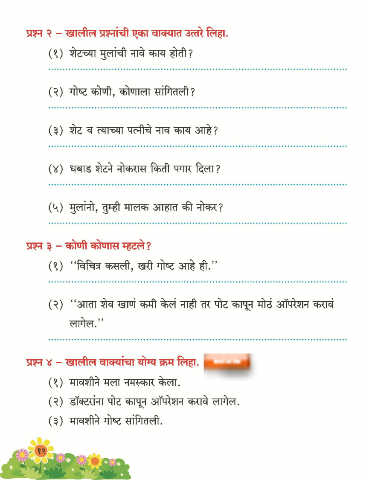 प्रश्न २ – खालील प्रश्नांची एका वाक्यात उत्तरे लिहा.
(१) शेटच्या मुलांची नावे काय होती?
(२) गोष्ट कोणी, कोणाला सांगितली?
(३) शेट व त्याच्या पत्नीचे नाव काय आहे?
(४) धबाड शेटने नोकरास किती पगार दिला?
(५) मुलांनो, तुम्ही मालक आहात की नोकर?
प्रश्न ३ – कोणी कोणास म्हटले?
(१) ‘‘विचित्र कसली, खरी गोष्ट आहे ही.’’
(२) ‘‘आता शेव खाणं कमी केलं नाही तर पोट कापून मोठं ऑपरेशन करावं
लागेल.’’
प्रश्न ४ – खालील वाक्यांचा योग्य क्रम लिहा.
(१) मावशीने मला नमस्कार केला.
(२) डॉक्टरांना पोट कापून ऑपरेशन करावे लागेल.
(३) मावशीने गोष्ट सांगितली.